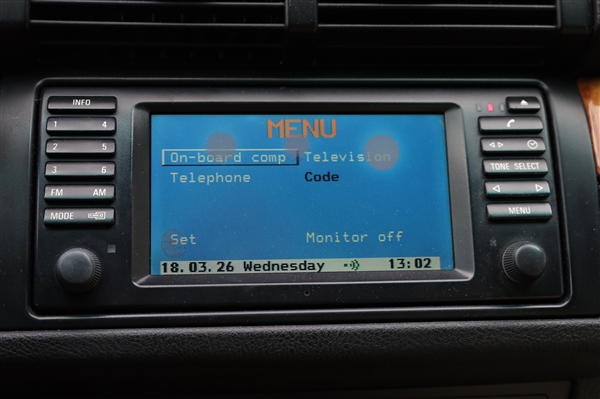 INFO
1 4
2 5
3 6
FM AM
MODE
MENU
On-board comp Television
Telephone Code
Set Monitor off
18.03.26 Wednesday 13:02
TONE SELECT
MENU